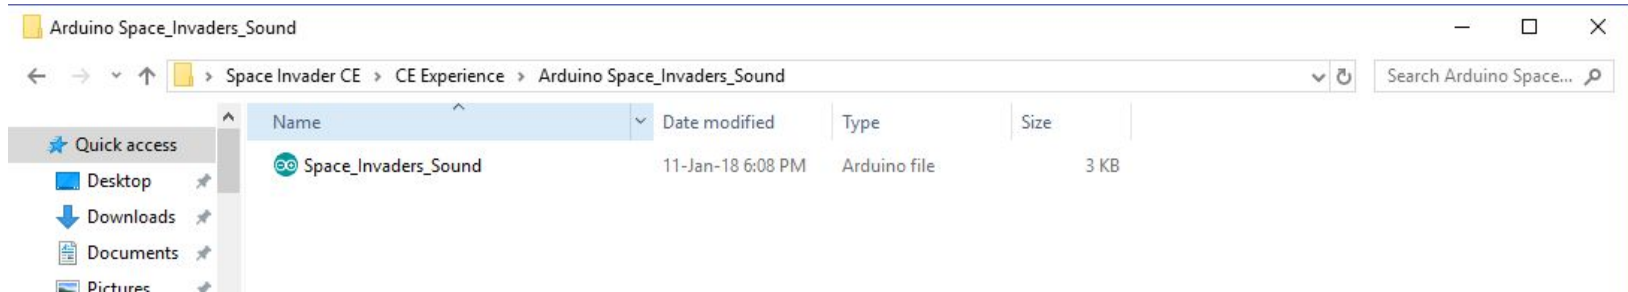 Arduino Space_Invaders_Sound
Space Invader CE > CE Experience > Arduino Space_Invaders_Sound
Search Arduino Space...
Name Date modified Type Size
Quick access
Space_Invaders_Sound 11-Jan-18 6:08 PM Arduino file 3 KB
Desktop
Downloads
Documents
Pictures